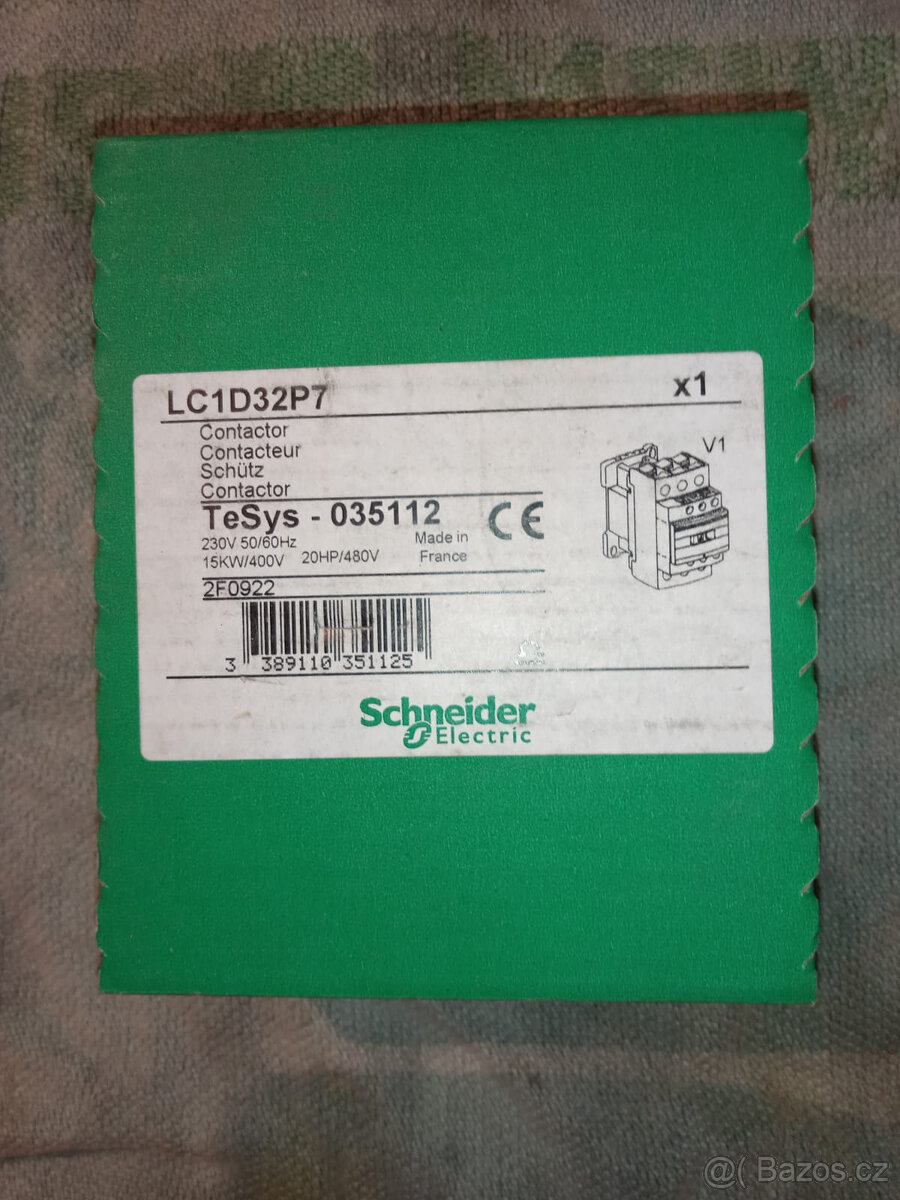 LC1D32P7 x1
Contactor
Contacteur
Schütz
Contactor
V1
TeSys - 035112 CE
230V 50/60Hz Made in
15KW/400V 20HP/480V France
2F0922
3 389110 351125
Schneider
Electric
@( Bazos.cz